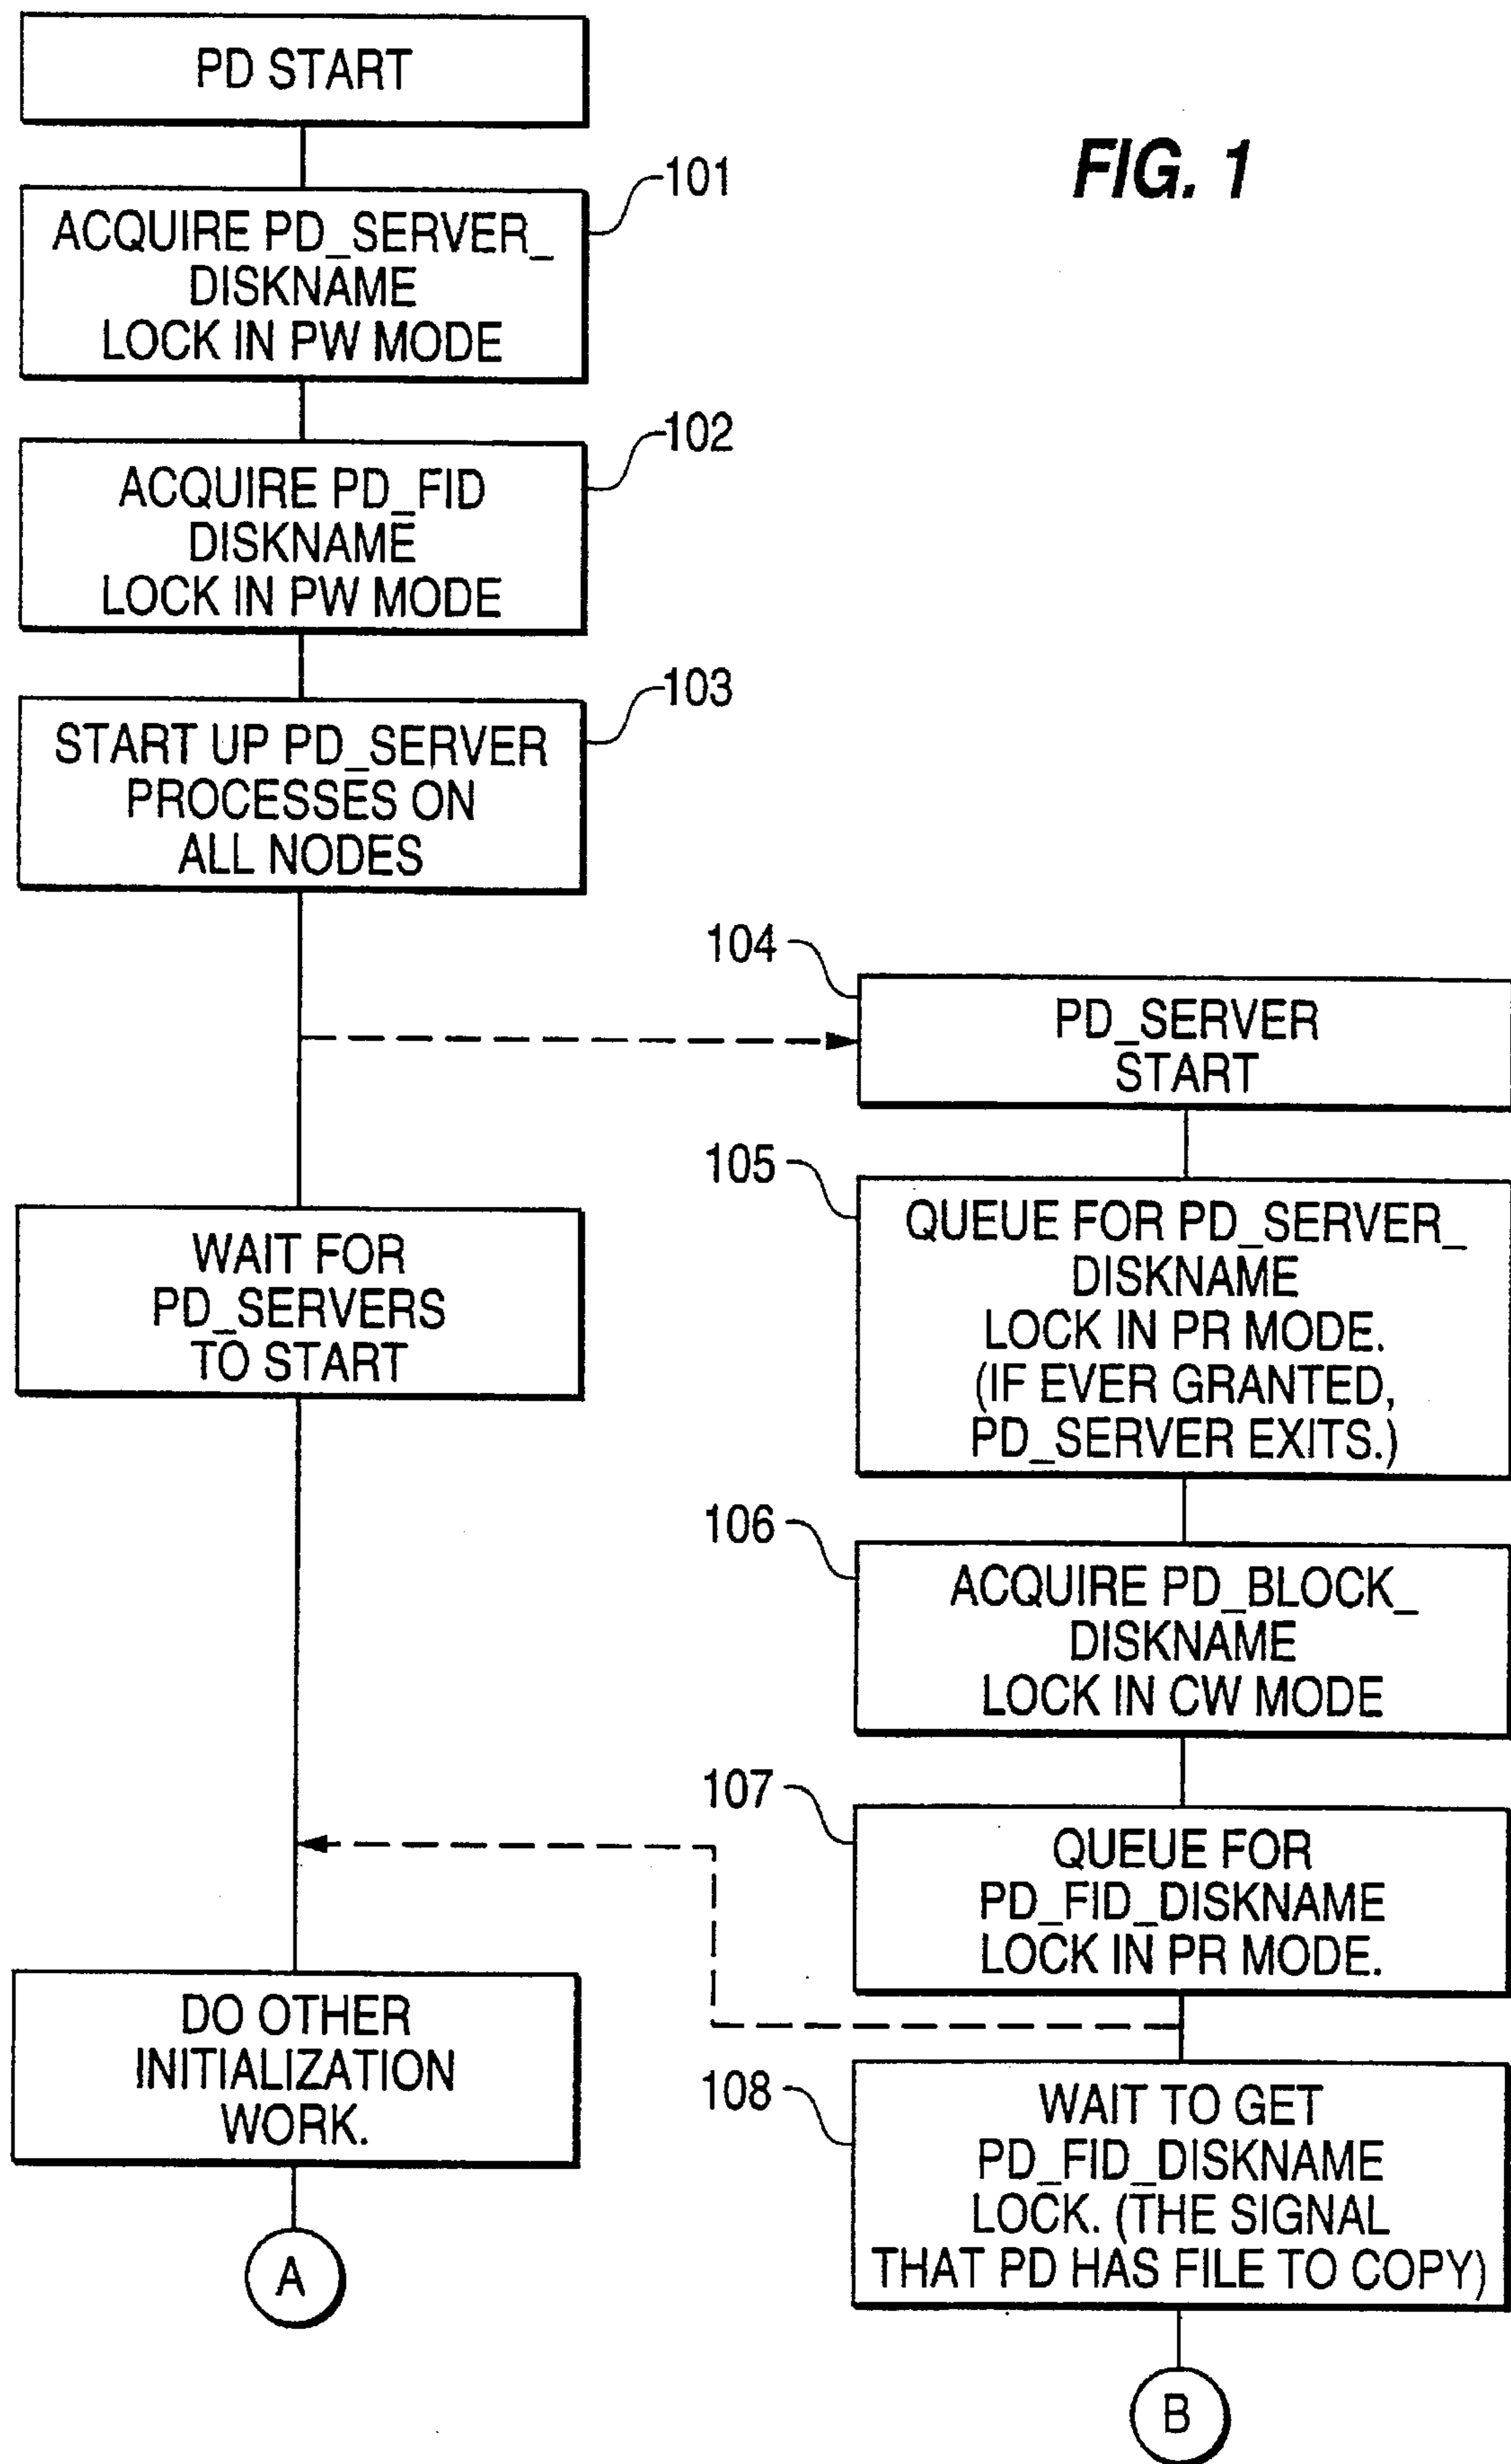 PD START
FIG. 1
101
ACQUIRE PD_SERVER_
DISKNAME
LOCK IN PW MODE
102
ACQUIRE PD_FID
DISKNAME
LOCK IN PW MODE
103
START UP PD_SERVER
PROCESSES ON
ALL NODES
104
PD_SERVER
START
105
QUEUE FOR PD_SERVER_
DISKNAME
LOCK IN PR MODE.
(IF EVER GRANTED,
PD_SERVER EXITS.)
WAIT FOR
PD_SERVERS
TO START
106
ACQUIRE PD_BLOCK_
DISKNAME
LOCK IN CW MODE
107
QUEUE FOR
PD_FID_DISKNAME
LOCK IN PR MODE.
DO OTHER
INITIALIZATION
WORK.
108
WAIT TO GET
PD_FID_DISKNAME
LOCK. (THE SIGNAL
THAT PD HAS FILE TO COPY)
A
B